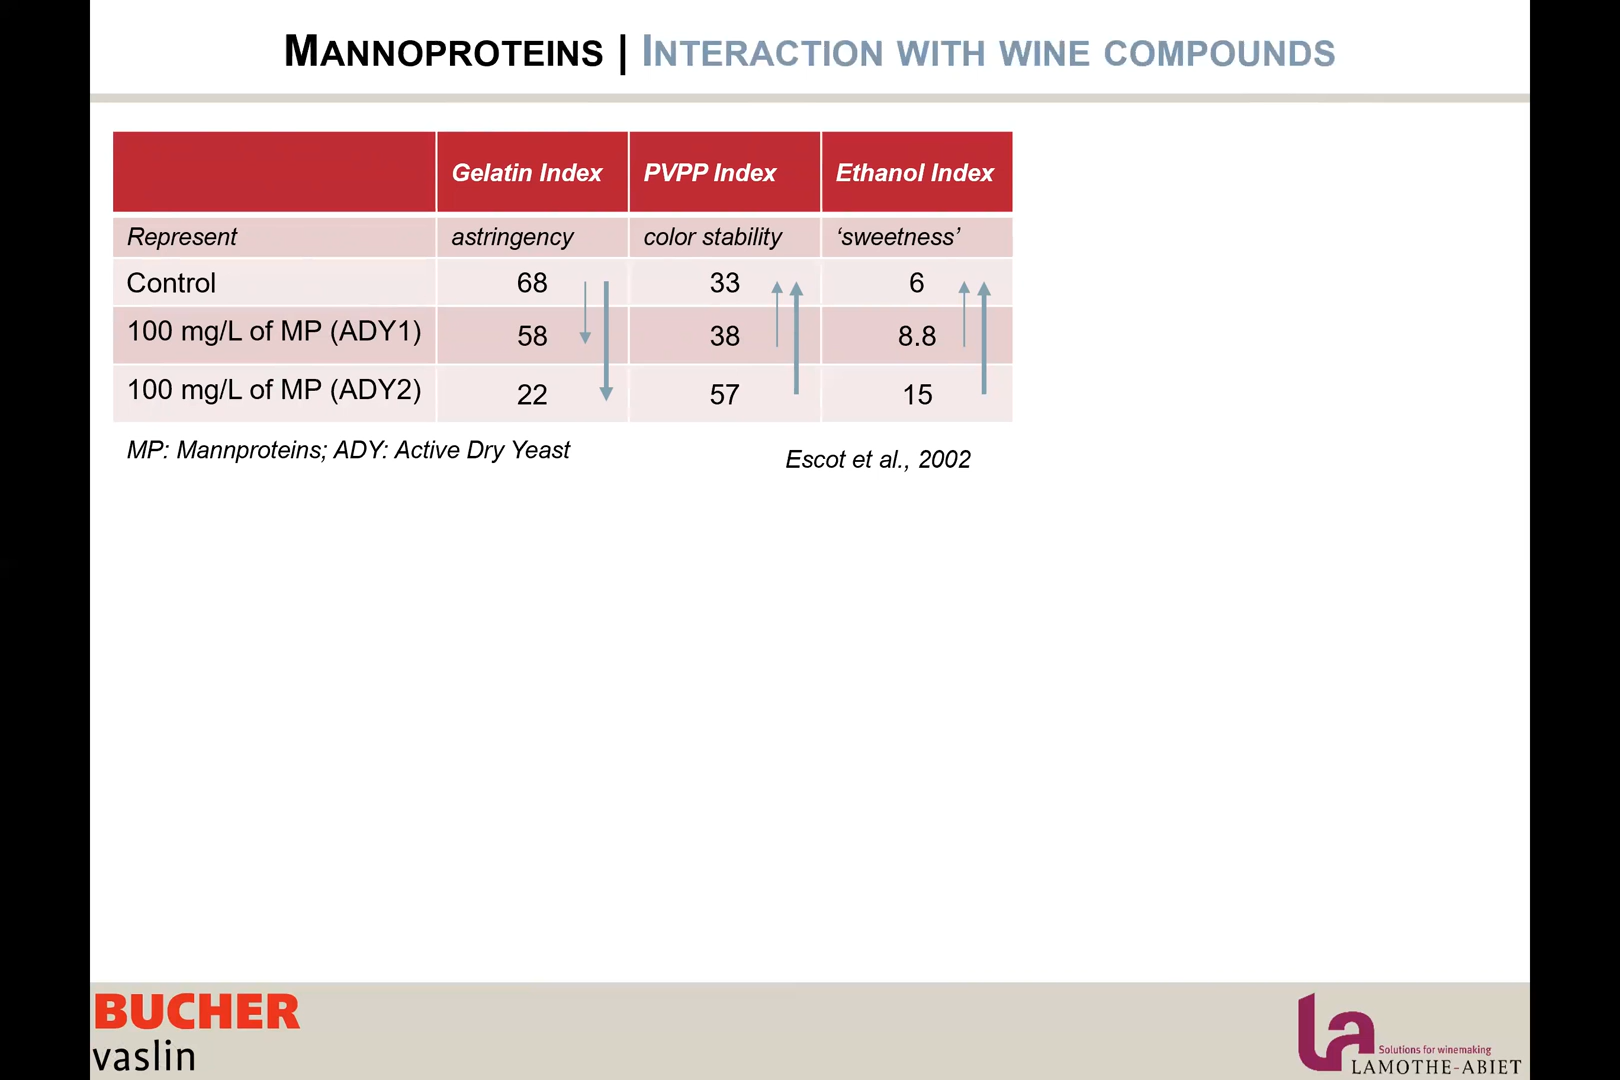 MANNOPROTEINS | INTERACTION WITH WINE COMPOUNDS
Gelatin Index PVPP Index Ethanol Index
Represent astringency color stability ‘sweetness’
Control 68 33 6
100 mg/L of MP (ADY1) 58 38 8.8
100 mg/L of MP (ADY2) 22 57 15
MP: Mannproteins; ADY: Active Dry Yeast
Escot et al., 2002
BUCHER
vaslin
la
Solutions for winemaking
LAMOTHE-ABIET